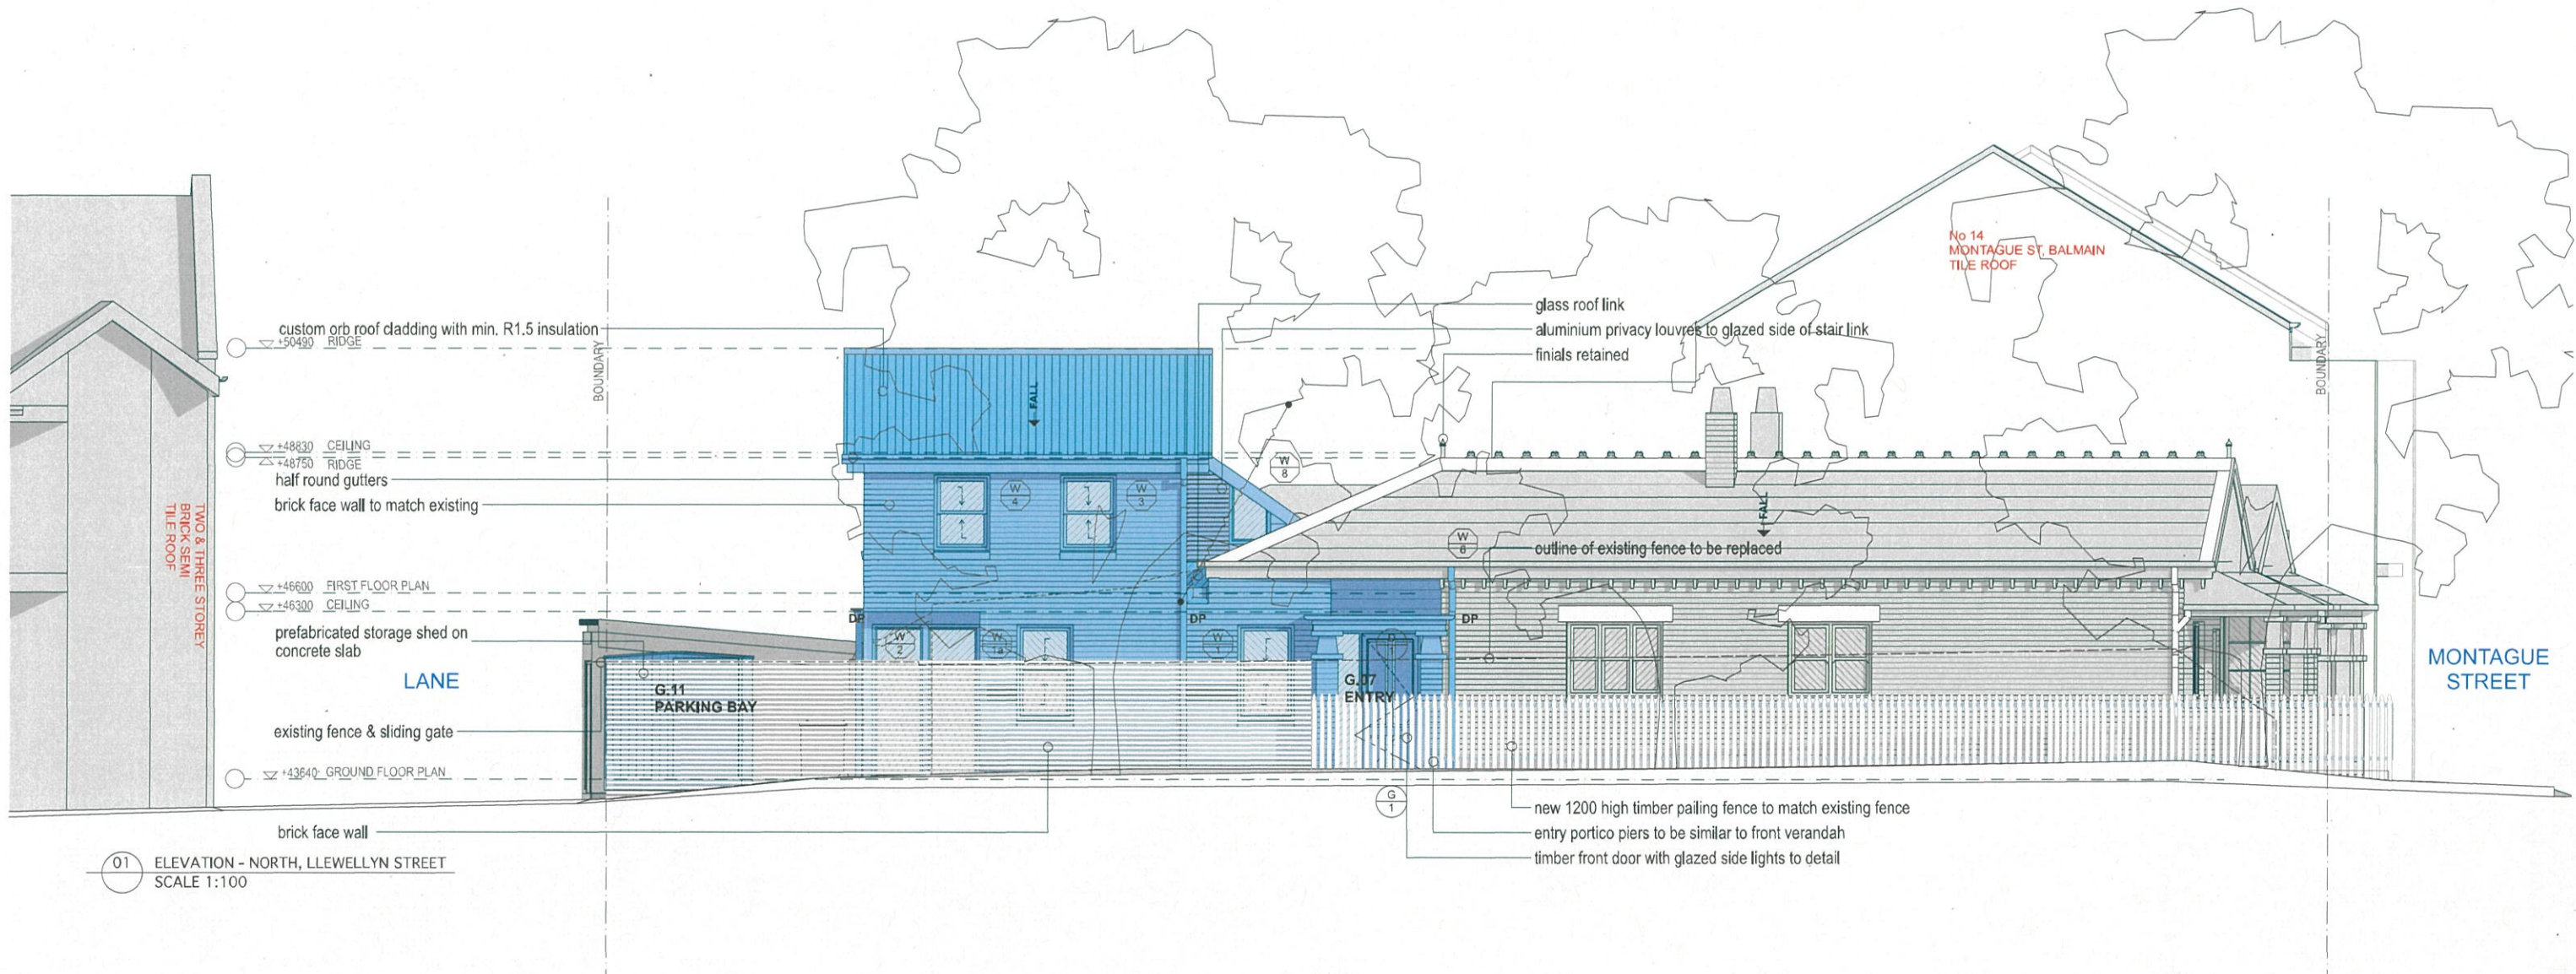 No 14
MONTAGUE ST, BALMAIN
TILE ROOF
glass roof link
custom orb roof cladding with min. R1.5 insulation
aluminium privacy louvres to glazed side of stair link
+50490 RIDGE
finials retained
BOUNDARY
BOUNDARY
FALL
+48830 CEILING
+48750 RIDGE
half round gutters
W
8
W
4
W
3
brick face wall to match existing
FALL
TWO & THREE STOREY
BRICK SEMI
TILE ROOF
W
6
outline of existing fence to be replaced
+46600 FIRST FLOOR PLAN
+46300 CEILING
DP
DP
DP
prefabricated storage shed on
concrete slab
W
2
W
1a
W
1
D
LANE
G.11
PARKING BAY
G.07
ENTRY
MONTAGUE
STREET
existing fence & sliding gate
+43640 GROUND FLOOR PLAN
G
1
new 1200 high timber pailing fence to match existing fence
brick face wall
entry portico piers to be similar to front verandah
timber front door with glazed side lights to detail
01 ELEVATION - NORTH, LLEWELLYN STREET
SCALE 1:100